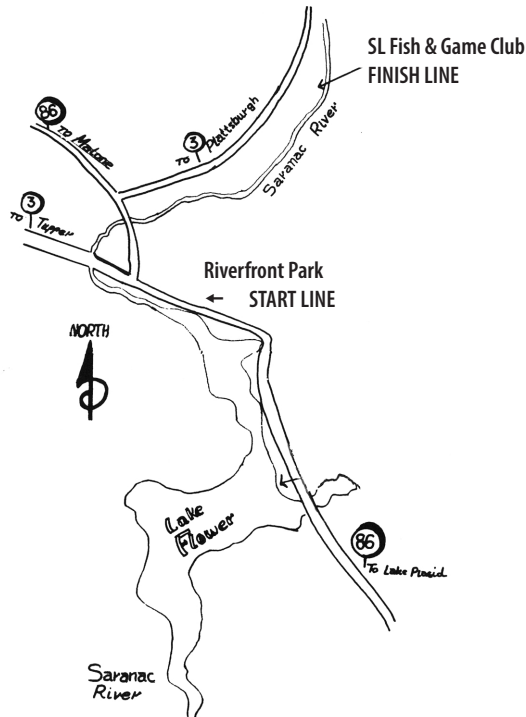 SL Fish & Game Club
FINISH LINE
86
TO Malone
3
TO Plattsburgh
Saranac River
3
TO Tupper
Riverfront Park
← START LINE
NORTH
Lake
Flower
86
To Lake Placid
Saranac
River